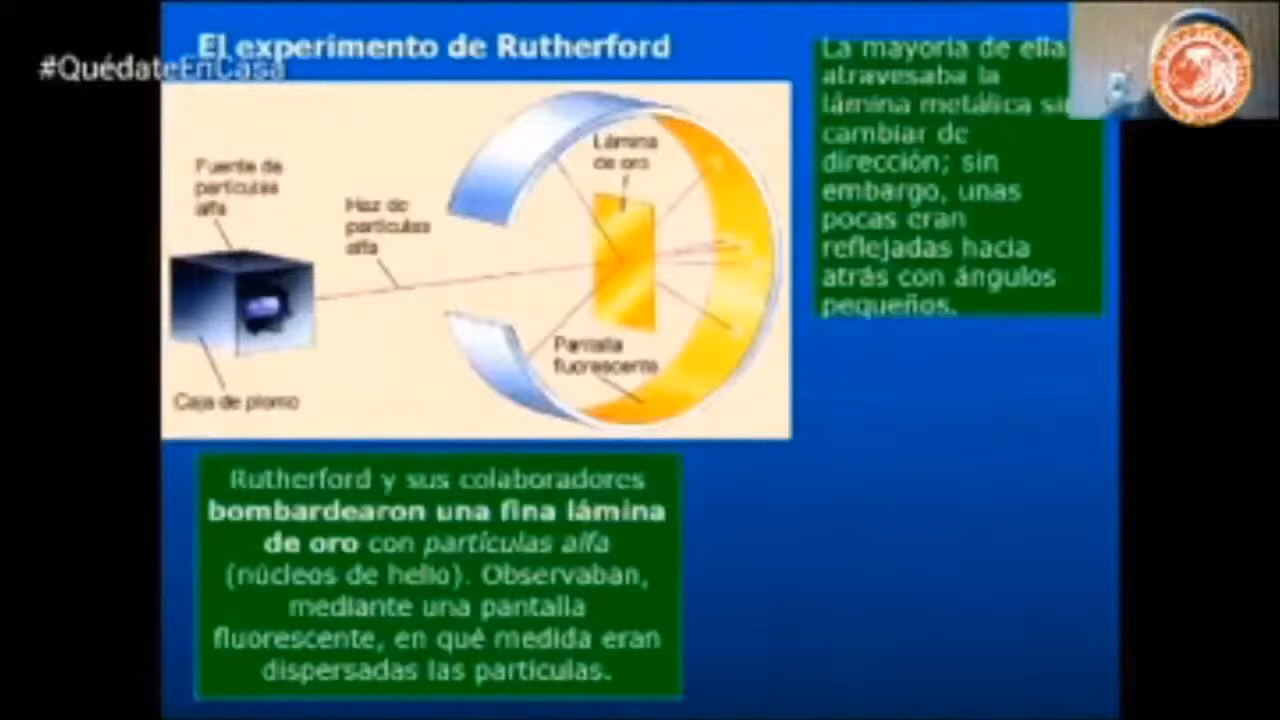 El experimento de Rutherford
#QuédateEnCasa
Fuente de
partículas
alfa
Haz de
partículas
alfa
Lámina
de oro
Pantalla
fluorescente
Caja de plomo
La mayoría de ella
atravesaba la
lámina metálica si
cambiar de
dirección; sin
embargo, unas
pocas eran
reflejadas hacia
atrás con ángulos
pequeños.
Rutherford y sus colaboradores
bombardearon una fina lámina
de oro con partículas alfa
(núcleos de helio). Observaban,
mediante una pantalla
fluorescente, en qué medida eran
dispersadas las partículas.